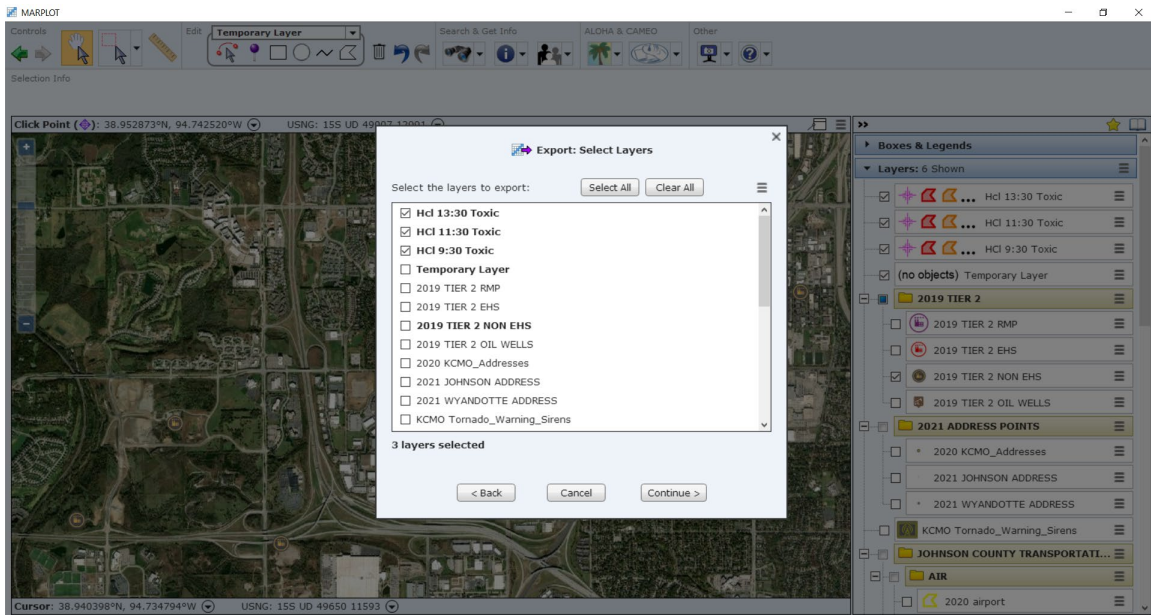 MARPLOT
Controls
Edit
Temporary Layer
Search & Get Info
ALOHA & CAMEO
Other
Selection Info
Click Point ( ): 38.952873°N, 94.742520°W
USNG: 15S UD 49007 12991
Export: Select Layers
Select the layers to export:
Select All
Clear All
Hcl 13:30 Toxic
HCl 11:30 Toxic
HCl 9:30 Toxic
Temporary Layer
2019 TIER 2 RMP
2019 TIER 2 EHS
2019 TIER 2 NON EHS
2019 TIER 2 OIL WELLS
2020 KCMO_Addresses
2021 JOHNSON ADDRESS
2021 WYANDOTTE ADDRESS
KCMO Tornado_Warning_Sirens
3 layers selected
< Back
Cancel
Continue >
Boxes & Legends
Layers: 6 Shown
... Hcl 13:30 Toxic
... HCl 11:30 Toxic
... HCl 9:30 Toxic
(no objects) Temporary Layer
2019 TIER 2
2019 TIER 2 RMP
2019 TIER 2 EHS
2019 TIER 2 NON EHS
2019 TIER 2 OIL WELLS
2021 ADDRESS POINTS
2020 KCMO_Addresses
2021 JOHNSON ADDRESS
2021 WYANDOTTE ADDRESS
KCMO Tornado_Warning_Sirens
JOHNSON COUNTY TRANSPORTATI...
AIR
2020 airport
Cursor: 38.940398°N, 94.734794°W
USNG: 15S UD 49650 11593